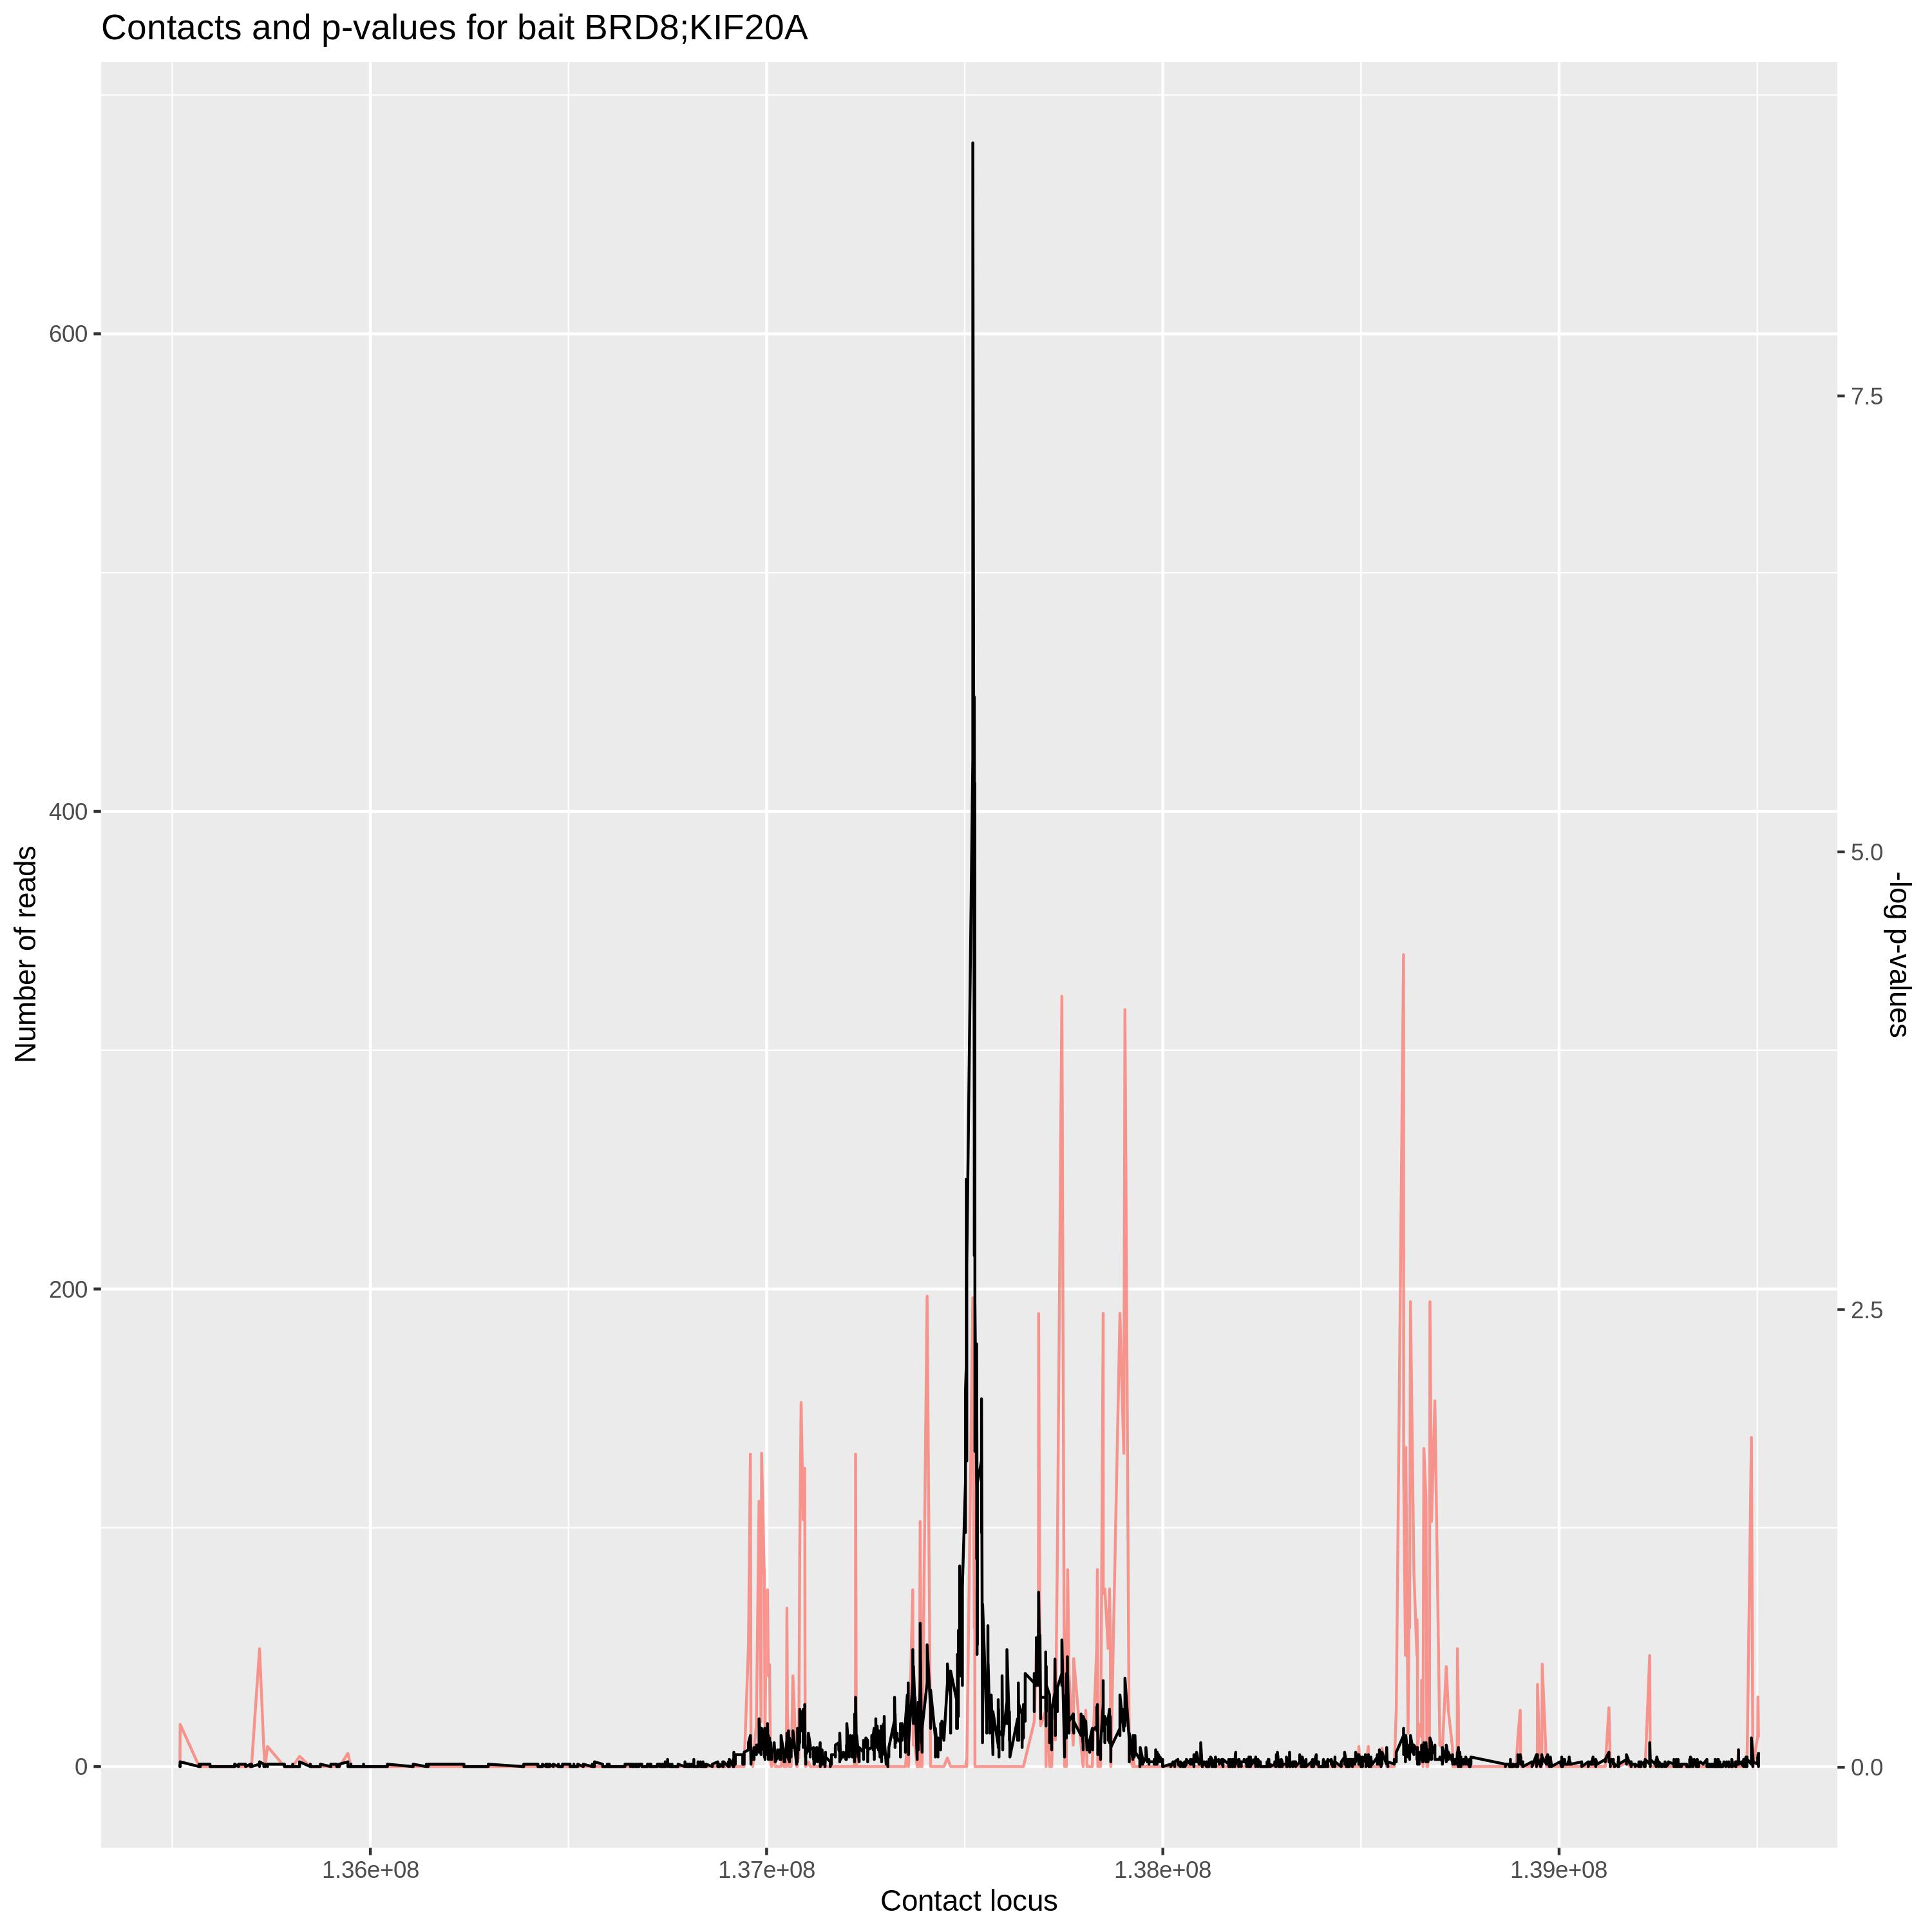 Contacts and p-values for bait BRD8;KIF20A
600
400
200
0
Number of reads
7.5
5.0
2.5
0.0
-log p-values
1.36e+08
1.37e+08
1.38e+08
1.39e+08
Contact locus